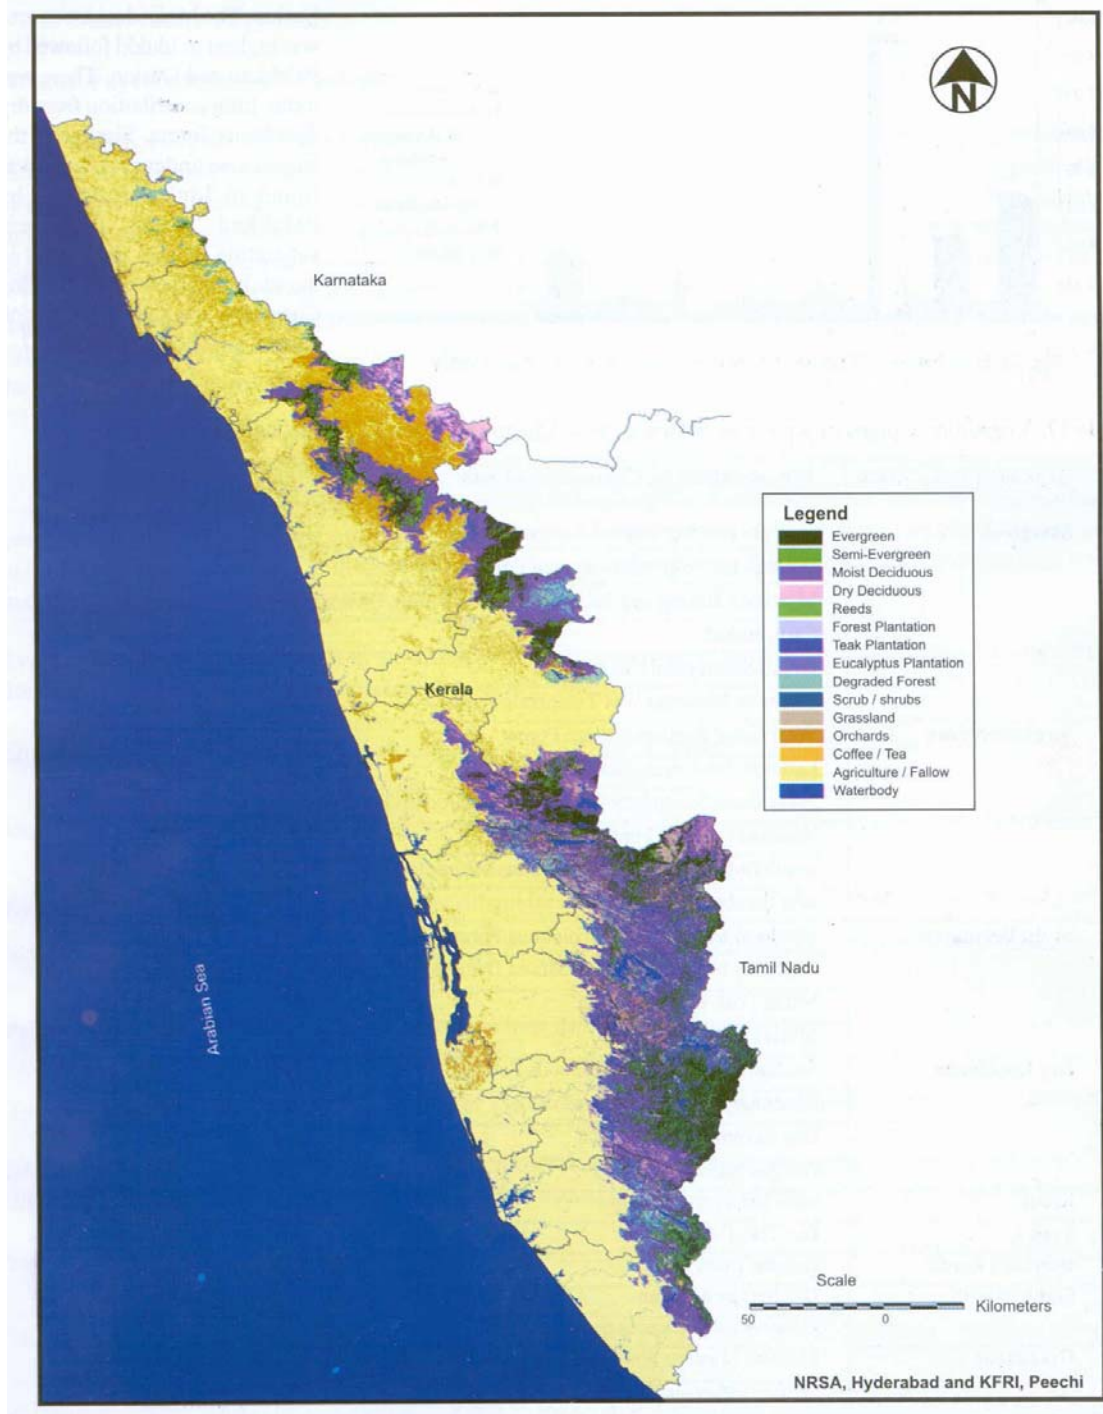 N
Karnataka
Legend
Evergreen
Semi-Evergreen
Moist Deciduous
Dry Deciduous
Reeds
Forest Plantation
Teak Plantation
Eucalyptus Plantation
Degraded Forest
Scrub / shrubs
Grassland
Orchards
Coffee / Tea
Agriculture / Fallow
Waterbody
Kerala
Tamil Nadu
Arabian Sea
Scale
Kilometers
50 0
NRSA, Hyderabad and KFRI, Peechi